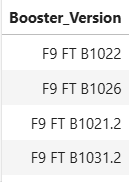 Booster_Version
F9 FT B1022
F9 FT B1026
F9 FT B1021.2
F9 FT B1031.2